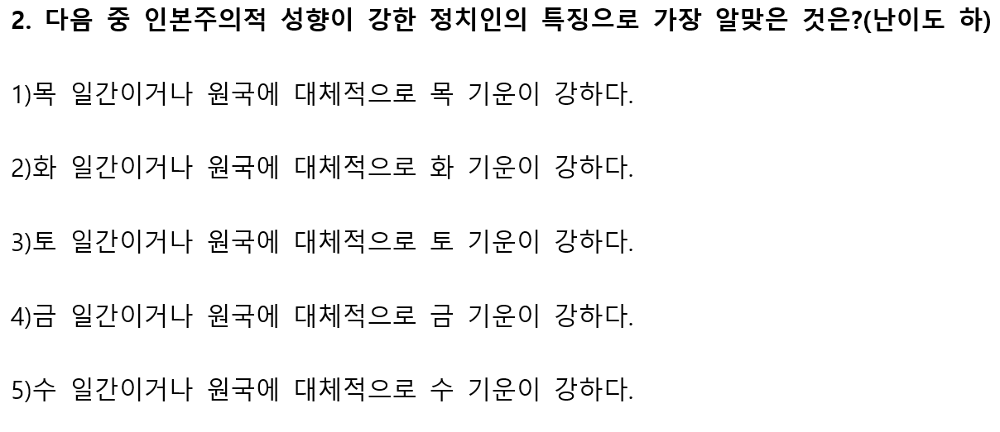 2. 다음 중 인본주의적 성향이 강한 정치인의 특징으로 가장 알맞은 것은?(난이도 하)
1)목 일간이거나 원국에 대체적으로 목 기운이 강하다.
2)화 일간이거나 원국에 대체적으로 화 기운이 강하다.
3)토 일간이거나 원국에 대체적으로 토 기운이 강하다.
4)금 일간이거나 원국에 대체적으로 금 기운이 강하다.
5)수 일간이거나 원국에 대체적으로 수 기운이 강하다.